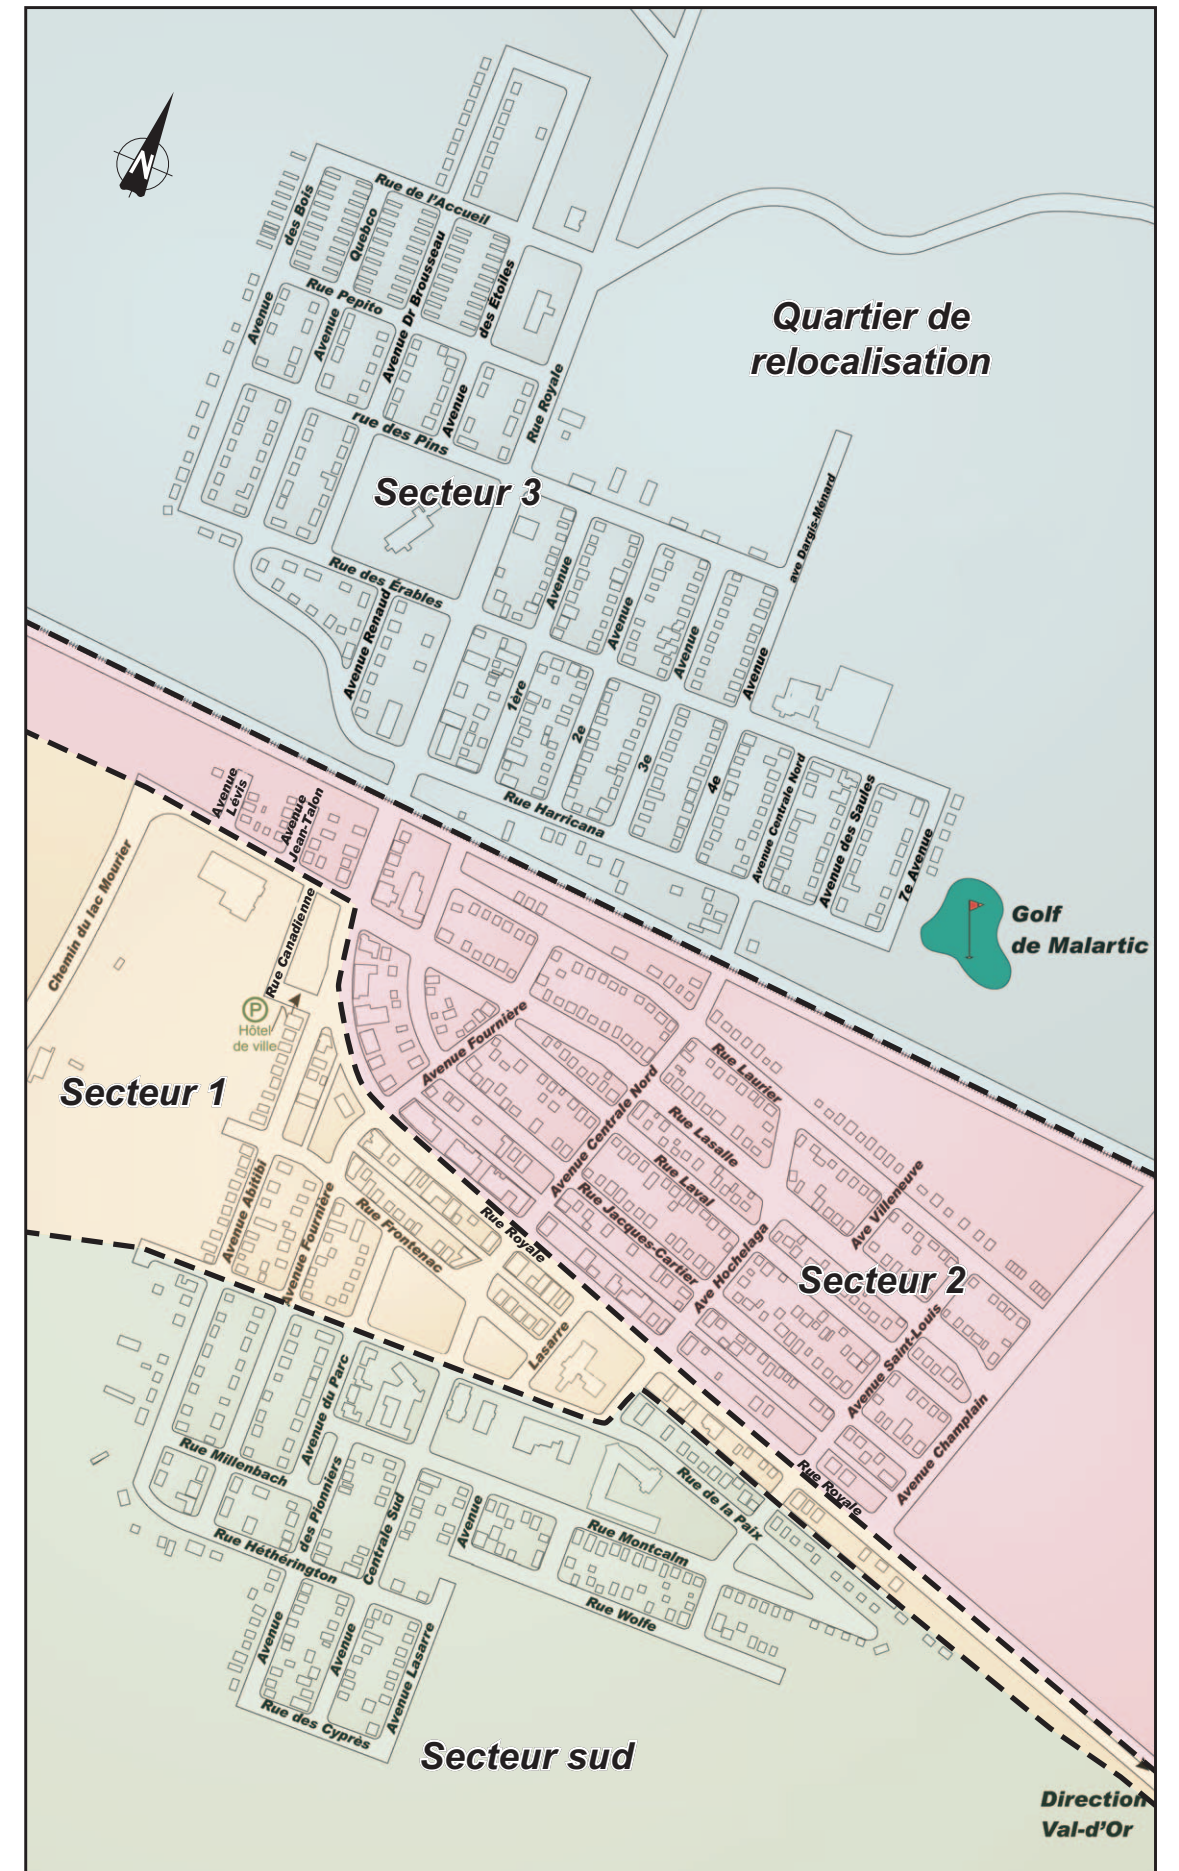 N
Rue de l'Accueil
des Bois
Quebco
Avenue Dr Brousseau
des Étoiles
Rue Pepito
Avenue
Avenue
Avenue
Rue Royale
rue des Pins
Quartier de
relocalisation
Secteur 3
ave Dargis-Ménard
Rue des Érables
Avenue Renaud
Avenue
Avenue
Avenue
Avenue
1ère
2e
3e
4e
Rue Harricana
Avenue Centrale Nord
Avenue des Saules
7e Avenue
Golf
de Malartic
Avenue
Lévis
Avenue
Jean-Talon
Chemin du lac Mourier
Rue Canadienne
P
Hôtel
de ville
Secteur 1
Avenue Fournière
Avenue Centrale Nord
Rue Laurier
Rue Lasalle
Rue Laval
Rue Jacques-Cartier
Ave Villeneuve
Ave Hochelaga
Secteur 2
Avenue Saint-Louis
Avenue Champlain
Avenue Abitibi
Avenue Fournière
Rue Frontenac
Rue Royale
Lasarre
Rue Royale
Avenue du Parc
Rue Millenbach
des Pionniers
Centrale Sud
Rue Héthérington
Avenue
Rue Montcalm
Rue de la Paix
Rue Wolfe
Avenue
Avenue
Avenue Lasarre
Rue des Cyprès
Secteur sud
Direction
Val-d'Or